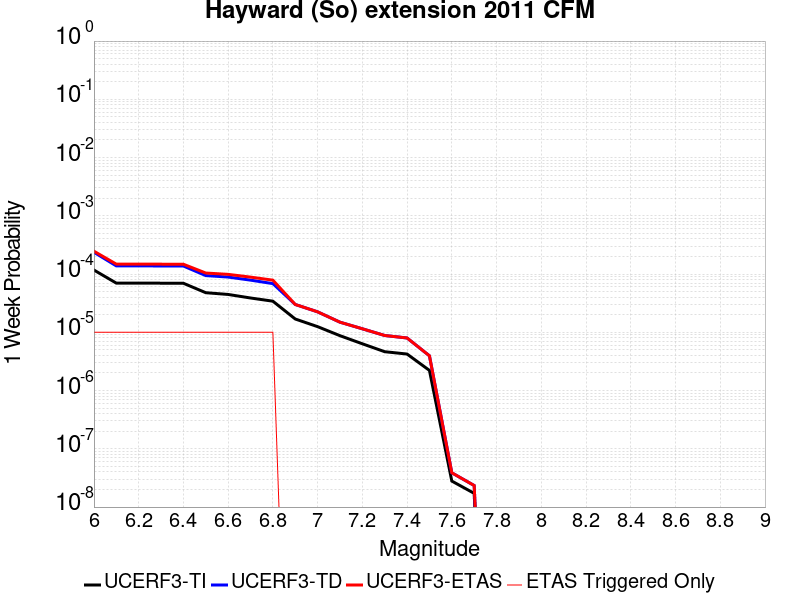 Hayward (So) extension 2011 CFM
10^0
10^-1
10^-2
10^-3
10^-4
10^-5
10^-6
10^-7
10^-8
1 Week Probability
6 6.2 6.4 6.6 6.8 7 7.2 7.4 7.6 7.8 8 8.2 8.4 8.6 8.8 9
Magnitude
UCERF3-TI UCERF3-TD UCERF3-ETAS ETAS Triggered Only